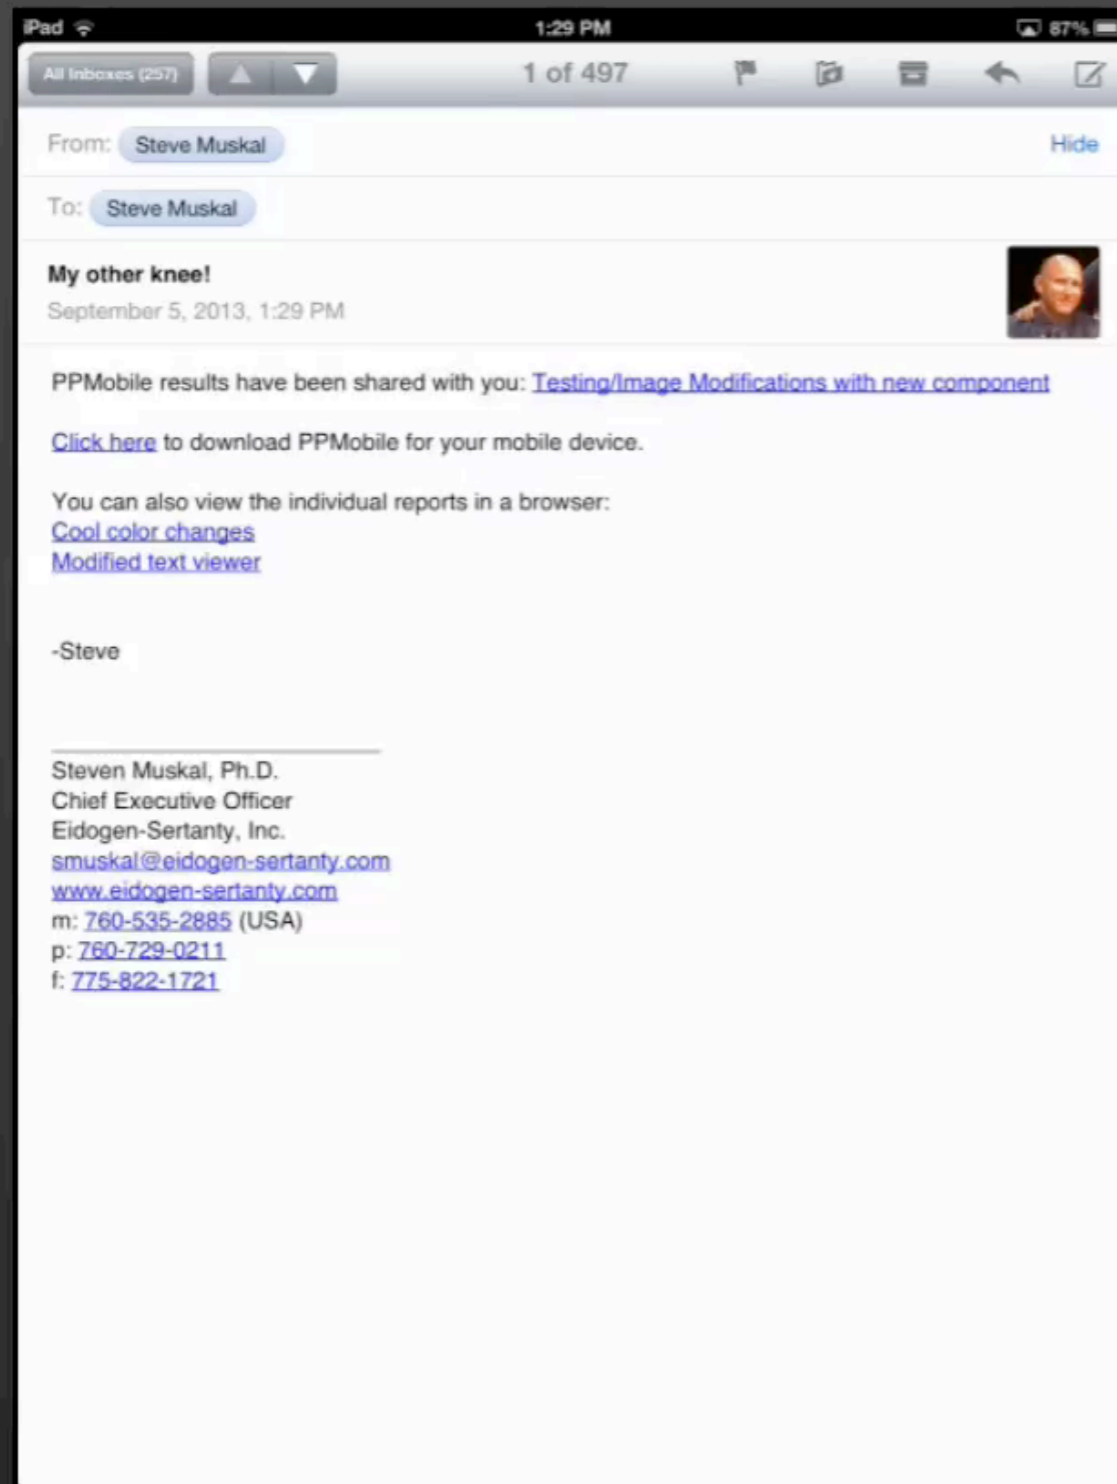 iPad 1:29 PM 87%
All Inboxes (257) 1 of 497
From: Steve Muskal Hide
To: Steve Muskal
My other knee!
September 5, 2013, 1:29 PM
PPMobile results have been shared with you: Testing/Image Modifications with new component
Click here to download PPMobile for your mobile device.
You can also view the individual reports in a browser:
Cool color changes
Modified text viewer
-Steve
Steven Muskal, Ph.D.
Chief Executive Officer
Eidogen-Sertanty, Inc.
smuskal@eidogen-sertanty.com
www.eidogen-sertanty.com
m: 760-535-2885 (USA)
p: 760-729-0211
f: 775-822-1721